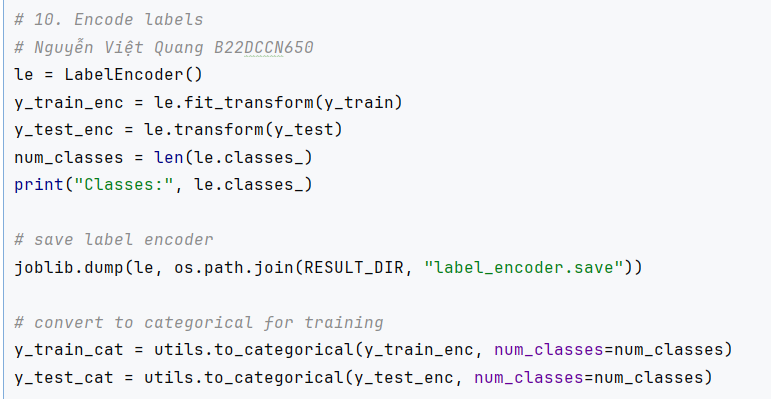 # 10. Encode labels
# Nguyễn Việt Quang B22DCCN650
le = LabelEncoder()
y_train_enc = le.fit_transform(y_train)
y_test_enc = le.transform(y_test)
num_classes = len(le.classes_)
print("Classes:", le.classes_)
# save label encoder
joblib.dump(le, os.path.join(RESULT_DIR, "label_encoder.save"))
# convert to categorical for training
y_train_cat = utils.to_categorical(y_train_enc, num_classes=num_classes)
y_test_cat = utils.to_categorical(y_test_enc, num_classes=num_classes)